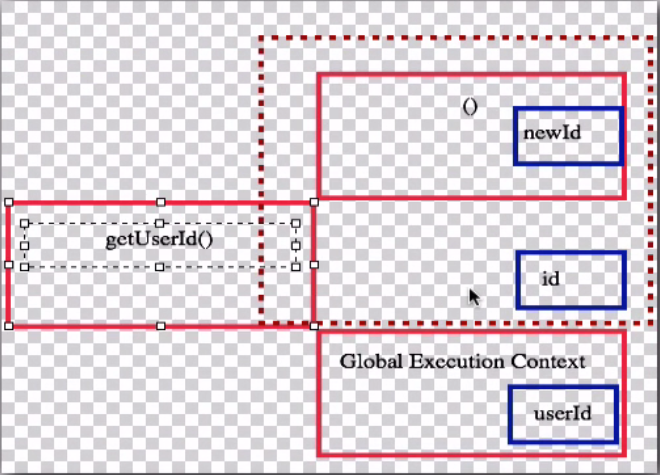 ()
newId
getUserId()
id
Global Execution Context
userId